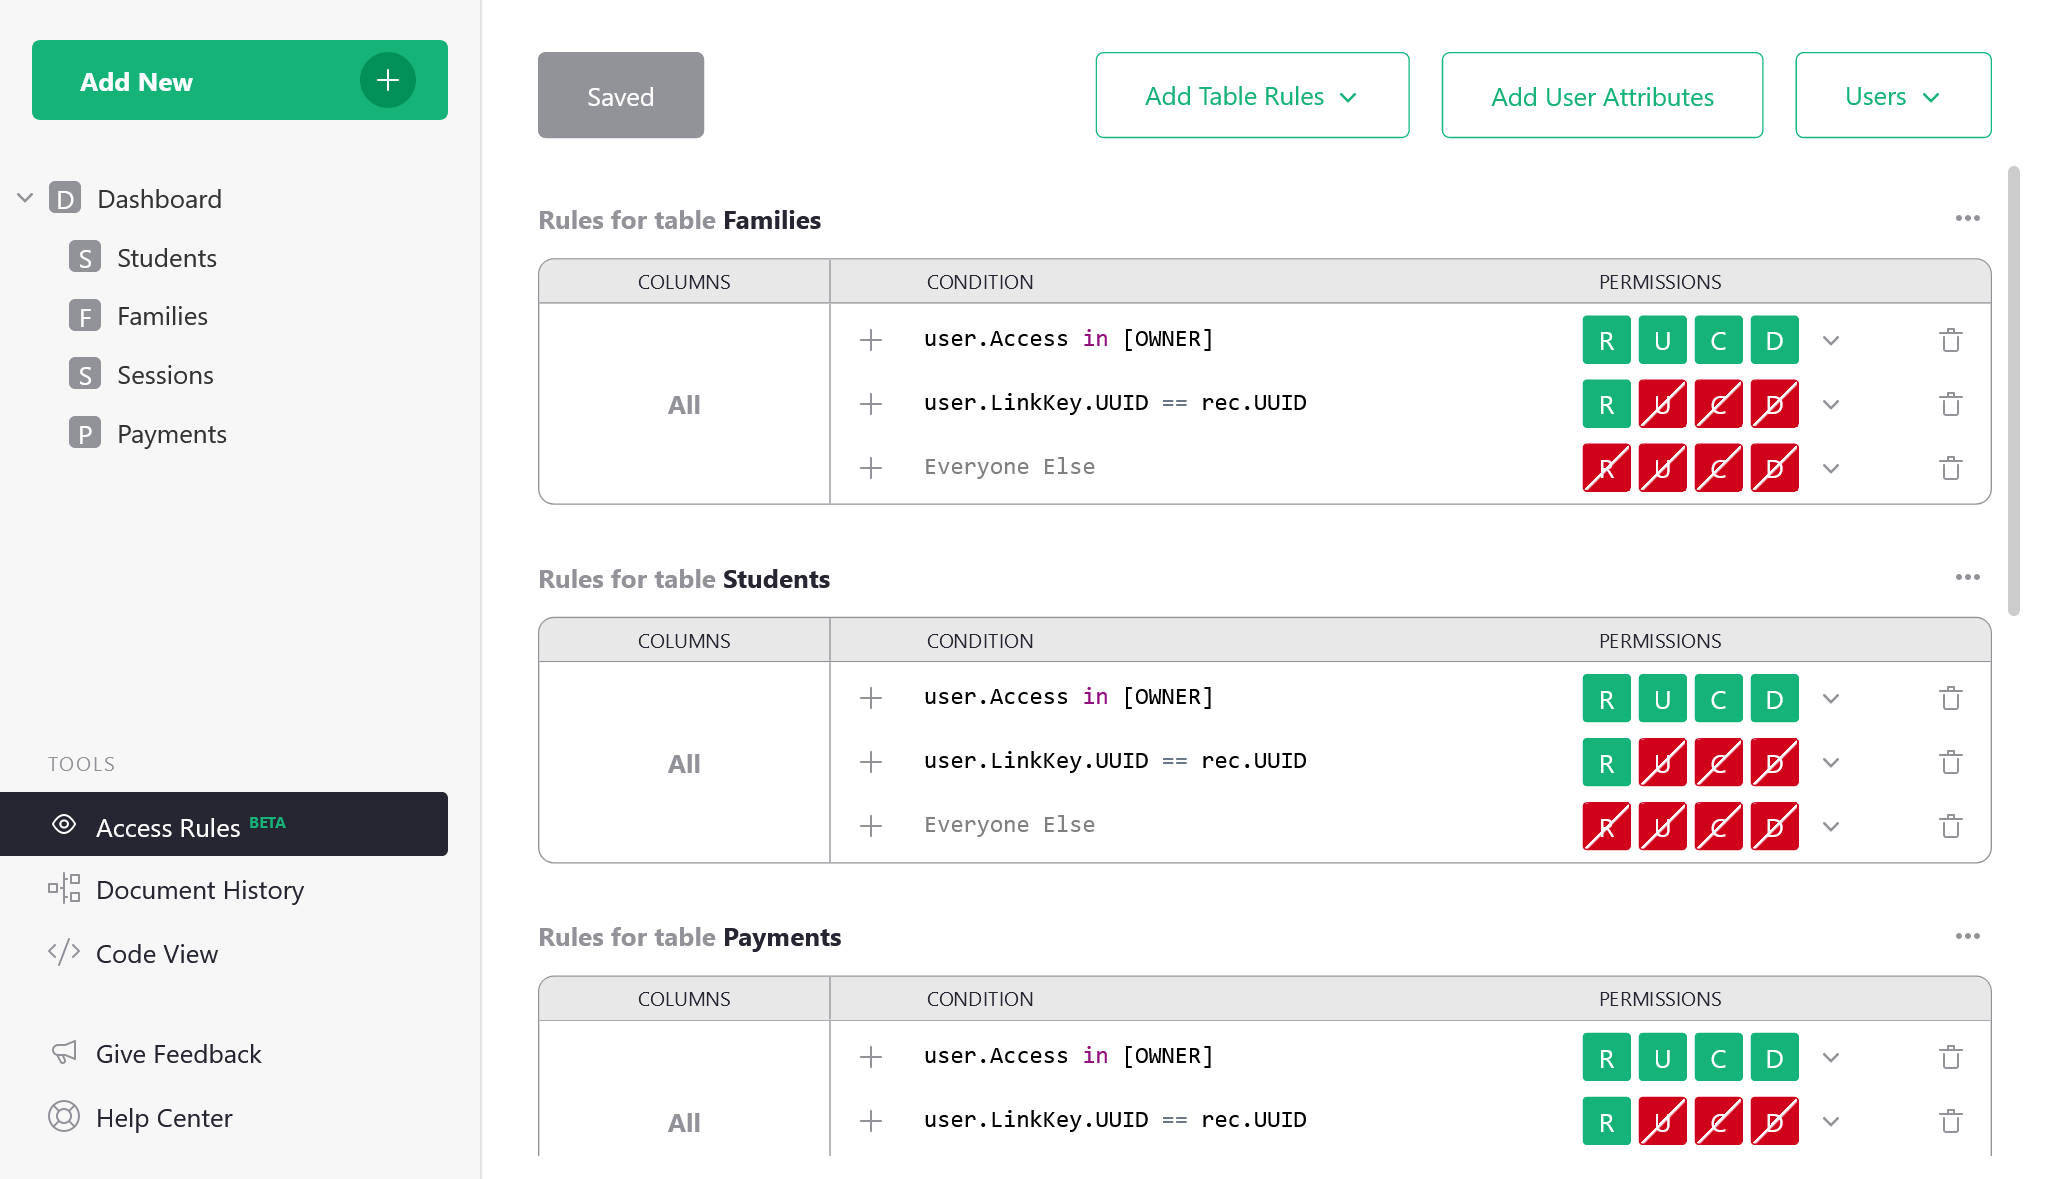 Add New
D Dashboard
S Students
F Families
S Sessions
P Payments
TOOLS
Access Rules BETA
Document History
Code View
Give Feedback
Help Center
Saved
Add Table Rules
Add User Attributes
Users
Rules for table Families
COLUMNS CONDITION PERMISSIONS
All
user.Access in [OWNER] R U C D
user.LinkKey.UUID == rec.UUID R U C D
Everyone Else R U C D
Rules for table Students
COLUMNS CONDITION PERMISSIONS
All
user.Access in [OWNER] R U C D
user.LinkKey.UUID == rec.UUID R U C D
Everyone Else R U C D
Rules for table Payments
COLUMNS CONDITION PERMISSIONS
All
user.Access in [OWNER] R U C D
user.LinkKey.UUID == rec.UUID R U C D